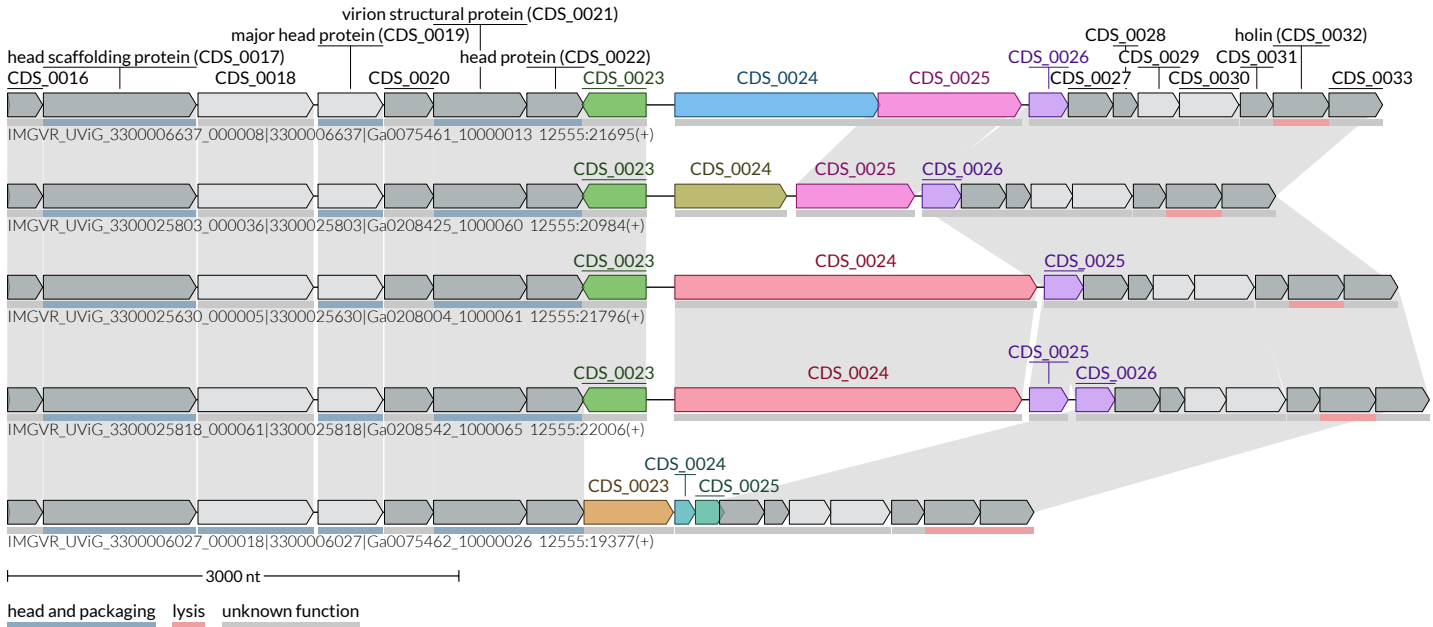 virion structural protein (CDS_0021)
major head protein (CDS_0019) CDS_0028
head scaffolding protein (CDS_0017) head protein (CDS_0022) CDS_0026 CDS_0029 CDS_0031 holin (CDS_0032)
CDS_0016 CDS_0018 CDS_0020 CDS_0023 CDS_0024 CDS_0025 CDS_0027 CDS_0030 CDS_0033
IMGVR_UViG_3300006637_000008|3300006637|Ga0075461_10000013 12555:21695(+)
CDS_0023 CDS_0024 CDS_0025 CDS_0026
IMGVR_UViG_3300025803_000036|3300025803|Ga0208425_1000060 12555:20984(+)
CDS_0023 CDS_0024 CDS_0025
IMGVR_UViG_3300025630_000005|3300025630|Ga0208004_1000061 12555:21796(+)
CDS_0025
CDS_0023 CDS_0024 CDS_0026
IMGVR_UViG_3300025818_000061|3300025818|Ga0208542_1000065 12555:22006(+)
CDS_0024
CDS_0023 CDS_0025
IMGVR_UViG_3300006027_000018|3300006027|Ga0075462_10000026 12555:19377(+)
3000 nt
head and packaging lysis unknown function